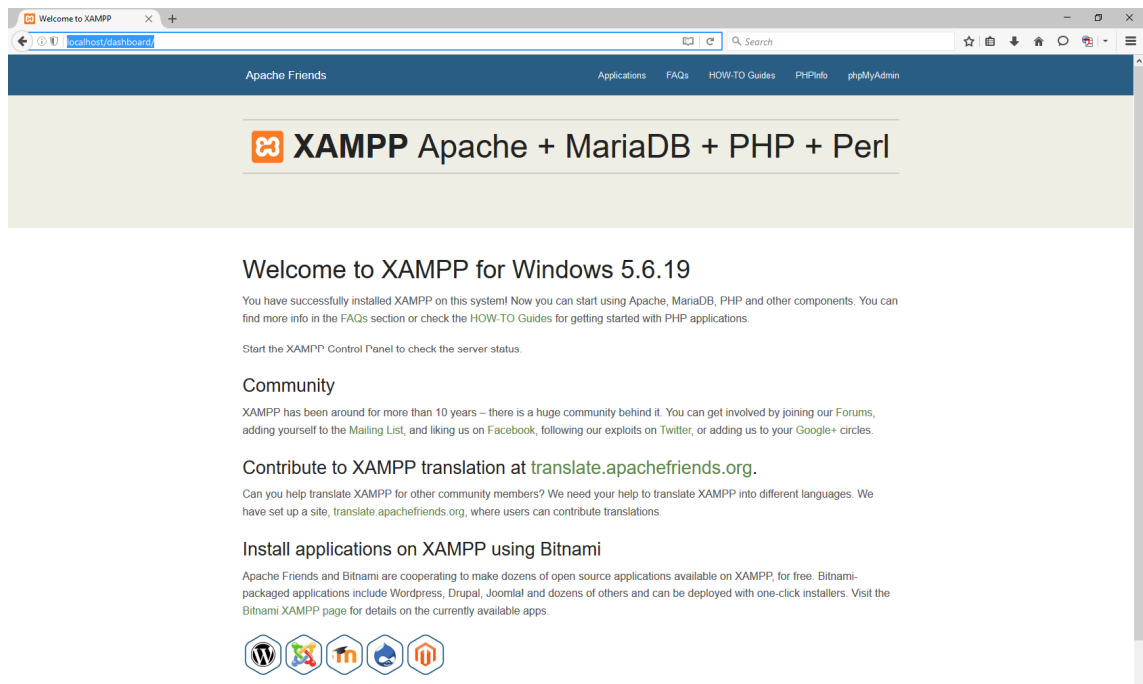 Welcome to XAMPP
localhost/dashboard/
Search
Apache Friends
Applications FAQs HOW-TO Guides PHPInfo phpMyAdmin
XAMPP Apache + MariaDB + PHP + Perl
Welcome to XAMPP for Windows 5.6.19
You have successfully installed XAMPP on this system! Now you can start using Apache, MariaDB, PHP and other components. You can
find more info in the FAQs section or check the HOW-TO Guides for getting started with PHP applications.
Start the XAMPP Control Panel to check the server status.
Community
XAMPP has been around for more than 10 years – there is a huge community behind it. You can get involved by joining our Forums,
adding yourself to the Mailing List, and liking us on Facebook, following our exploits on Twitter, or adding us to your Google+ circles.
Contribute to XAMPP translation at translate.apachefriends.org.
Can you help translate XAMPP for other community members? We need your help to translate XAMPP into different languages. We
have set up a site, translate.apachefriends.org, where users can contribute translations.
Install applications on XAMPP using Bitnami
Apache Friends and Bitnami are cooperating to make dozens of open source applications available on XAMPP, for free. Bitnami-
packaged applications include Wordpress, Drupal, Joomla! and dozens of others and can be deployed with one-click installers. Visit the
Bitnami XAMPP page for details on the currently available apps.